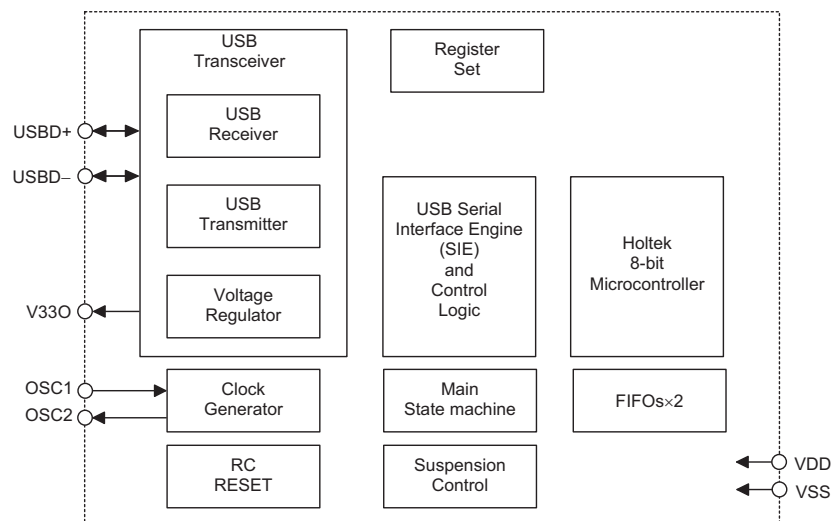 USB
Transceiver
Register
Set
USBD+
USB
Receiver
USBD−
USB
Transmitter
USB Serial
Interface Engine
(SIE)
and
Control
Logic
Holtek
8-bit
Microcontroller
V33O
Voltage
Regulator
OSC1
OSC2
Clock
Generator
Main
State machine
FIFOs×2
RC
RESET
Suspension
Control
VDD
VSS